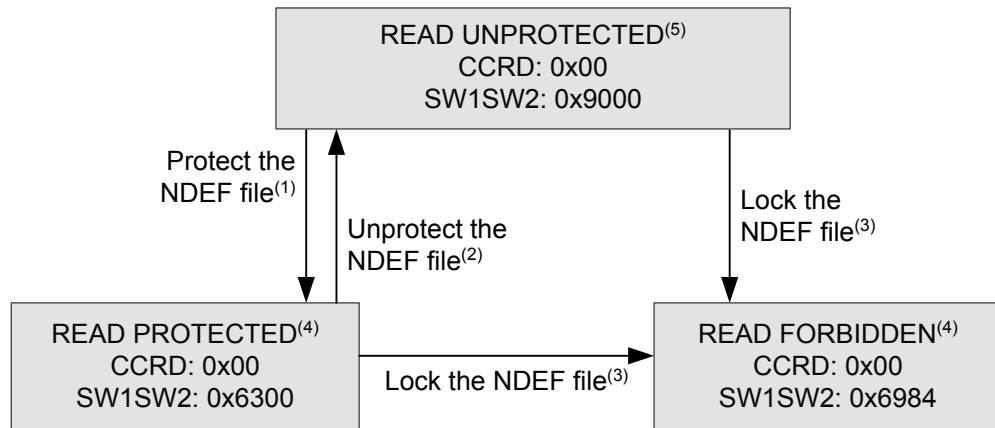 READ UNPROTECTED(5)
CCRD: 0x00
SW1SW2: 0x9000
Protect the
NDEF file(1)
Unprotect the
NDEF file(2)
Lock the
NDEF file(3)
READ PROTECTED(4)
CCRD: 0x00
SW1SW2: 0x6300
Lock the NDEF file(3)
READ FORBIDDEN(4)
CCRD: 0x00
SW1SW2: 0x6984